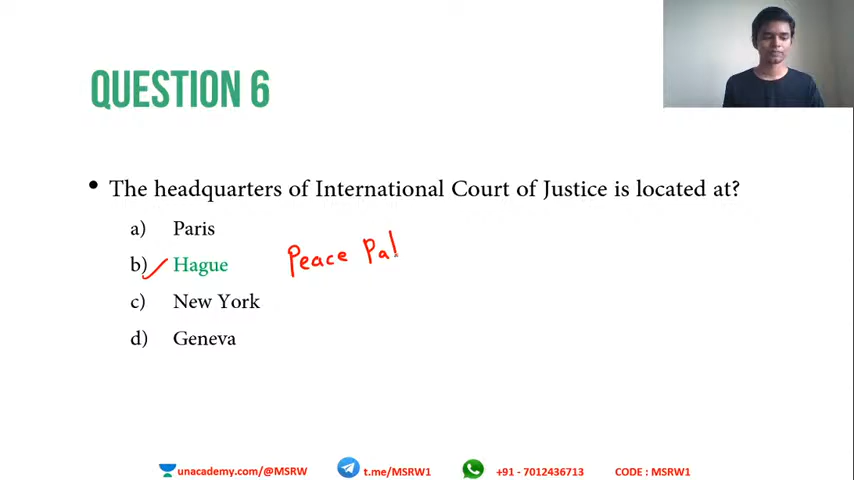 QUESTION 6
• The headquarters of International Court of Justice is located at?
a) Paris
b) Hague
Peace Pal
c) New York
d) Geneva
unacademy.com/@MSRW t.me/MSRW1 +91 - 7012436713 CODE : MSRW1